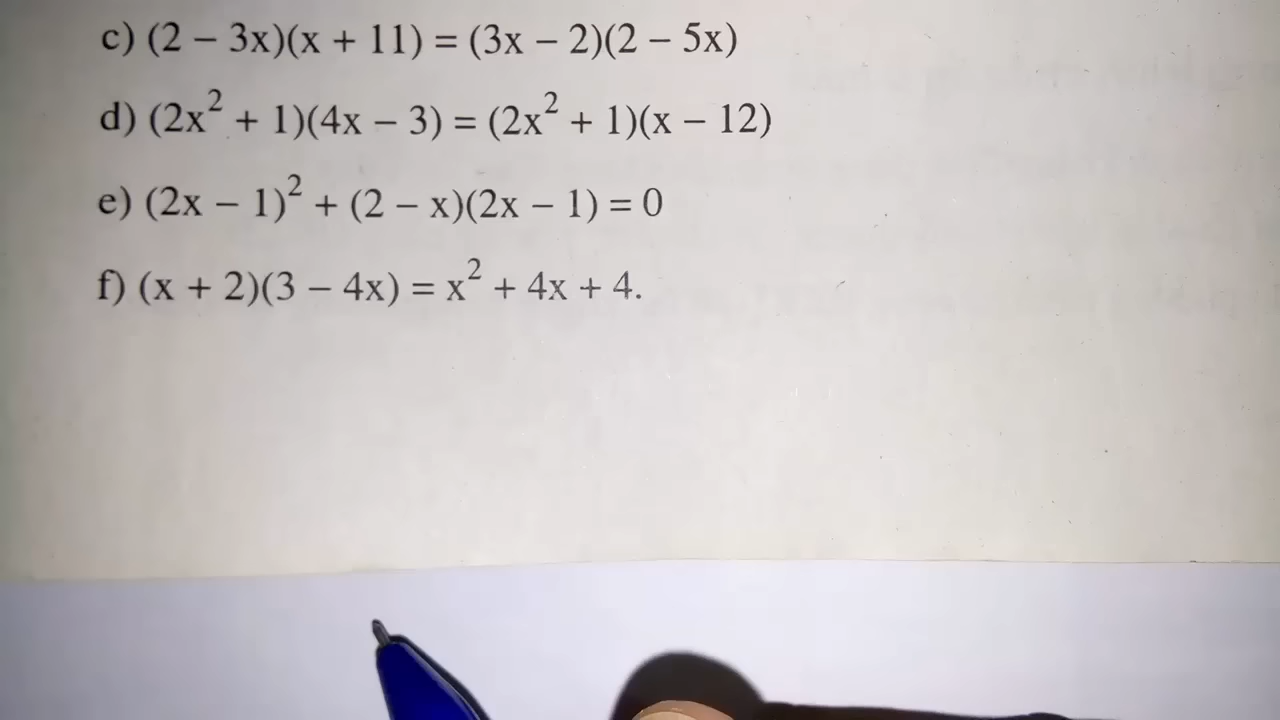 c) (2 − 3x)(x + 11) = (3x − 2)(2 − 5x)
d) (2x² + 1)(4x − 3) = (2x² + 1)(x − 12)
e) (2x − 1)² + (2 − x)(2x − 1) = 0
f) (x + 2)(3 − 4x) = x² + 4x + 4.